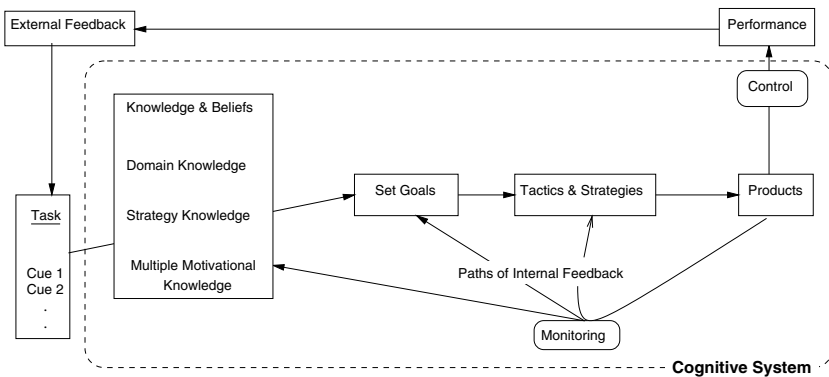 External Feedback
Performance
Control
Knowledge & Beliefs
Domain Knowledge
Strategy Knowledge
Multiple Motivational
Knowledge
Set Goals
Tactics & Strategies
Products
Task
Cue 1
Cue 2
.
.
Paths of Internal Feedback
Monitoring
Cognitive System